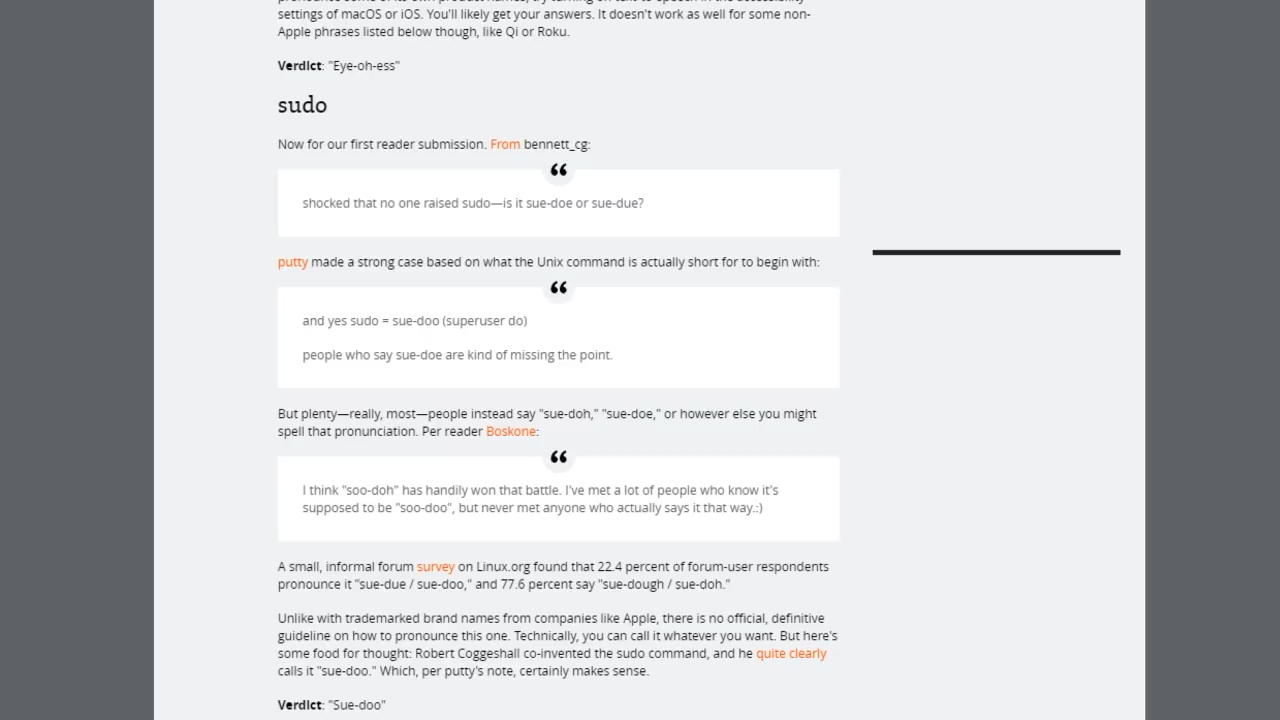 settings of macOS or iOS. You'll likely get your answers. It doesn't work as well for some non-
Apple phrases listed below though, like Qi or Roku.
Verdict: "Eye-oh-ess"
sudo
Now for our first reader submission. From bennett_cg:
shocked that no one raised sudo—is it sue-doe or sue-due?
putty made a strong case based on what the Unix command is actually short for to begin with:
and yes sudo = sue-doo (superuser do)
people who say sue-doe are kind of missing the point.
But plenty—really, most—people instead say "sue-doh," "sue-doe," or however else you might
spell that pronunciation. Per reader Boskone:
I think "soo-doh" has handily won that battle. I've met a lot of people who know it's
supposed to be "soo-doo", but never met anyone who actually says it that way.:)
A small, informal forum survey on Linux.org found that 22.4 percent of forum-user respondents
pronounce it "sue-due / sue-doo," and 77.6 percent say "sue-dough / sue-doh."
Unlike with trademarked brand names from companies like Apple, there is no official, definitive
guideline on how to pronounce this one. Technically, you can call it whatever you want. But here's
some food for thought: Robert Coggeshall co-invented the sudo command, and he quite clearly
calls it "sue-doo." Which, per putty's note, certainly makes sense.
Verdict: "Sue-doo"